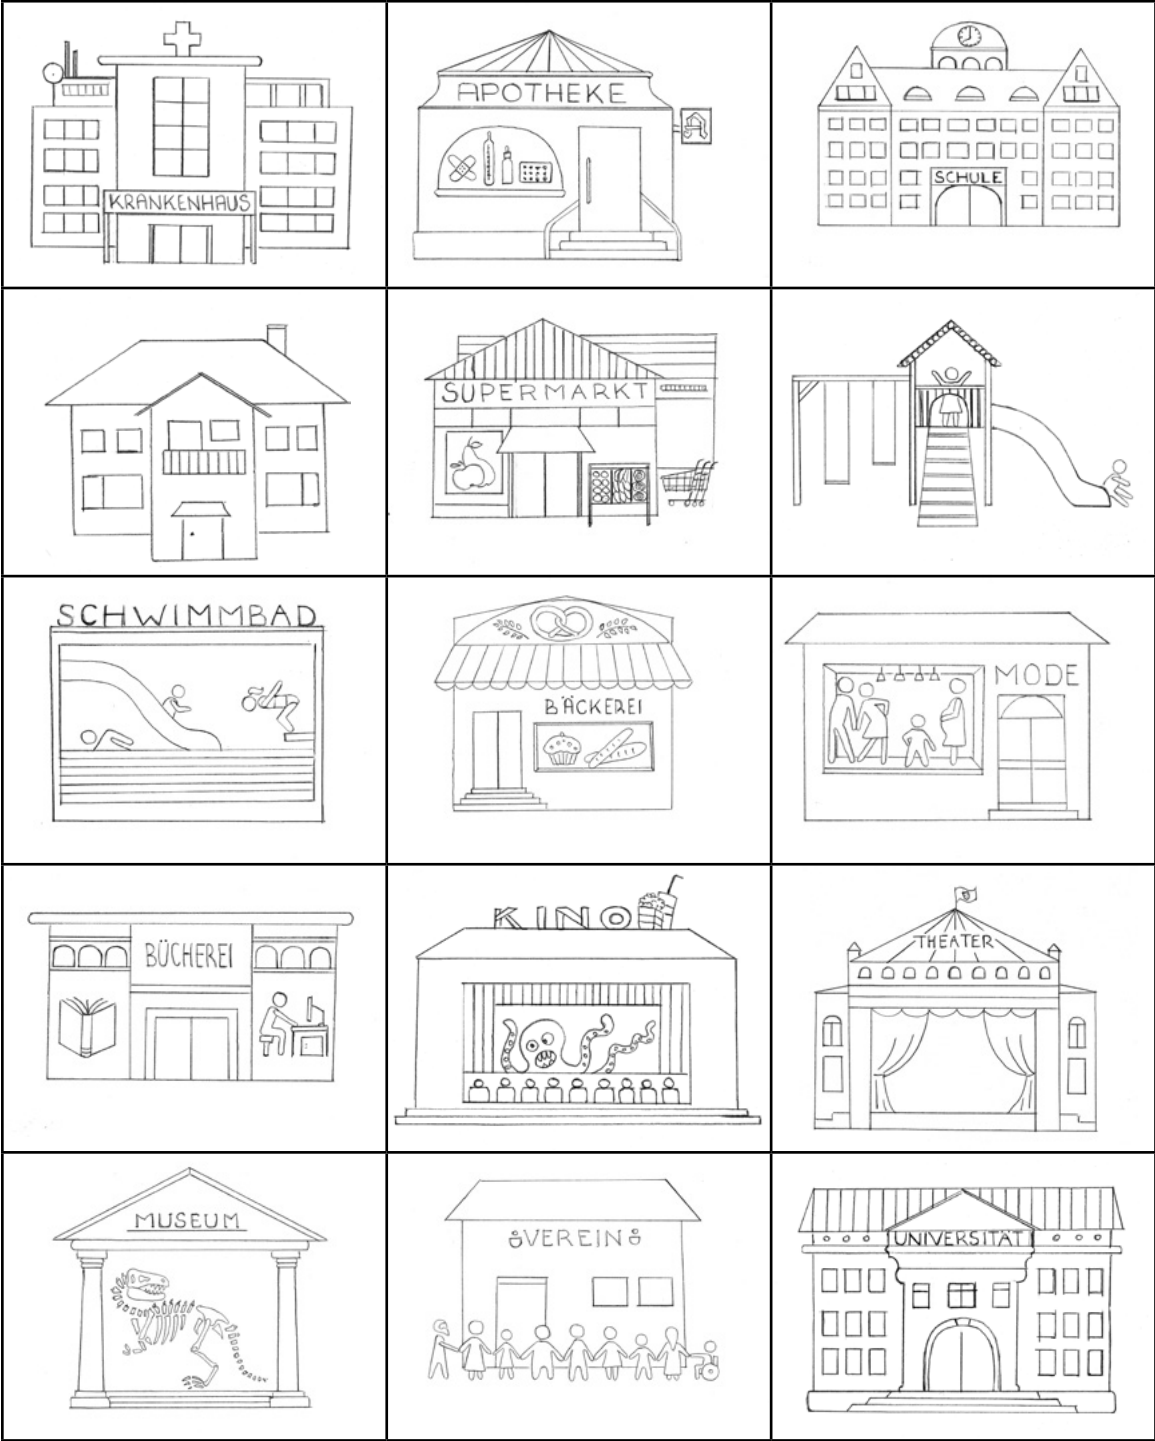 KRANKENHAUS
APOTHEKE
A
SCHULE
SUPERMARKT
SCHWIMMBAD
BÄCKEREI
MODE
BÜCHEREI
KINO
THEATER
MUSEUM
VEREIN
UNIVERSITÄT